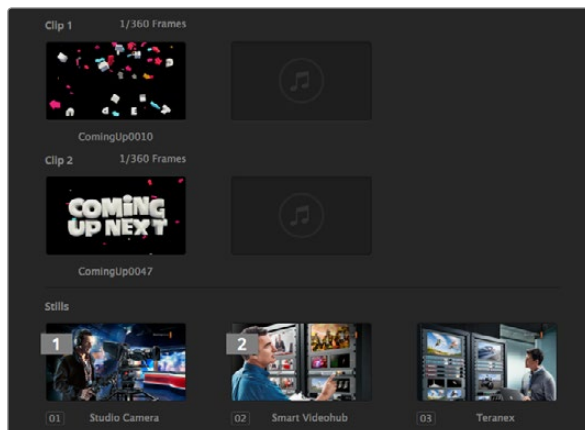 Clip 1 1/360 Frames
ComingUp0010
Clip 2 1/360 Frames
COMING
UP NEXT
ComingUp0047
Stills
1 2
01 Studio Camera 02 Smart Videohub 03 Teranex